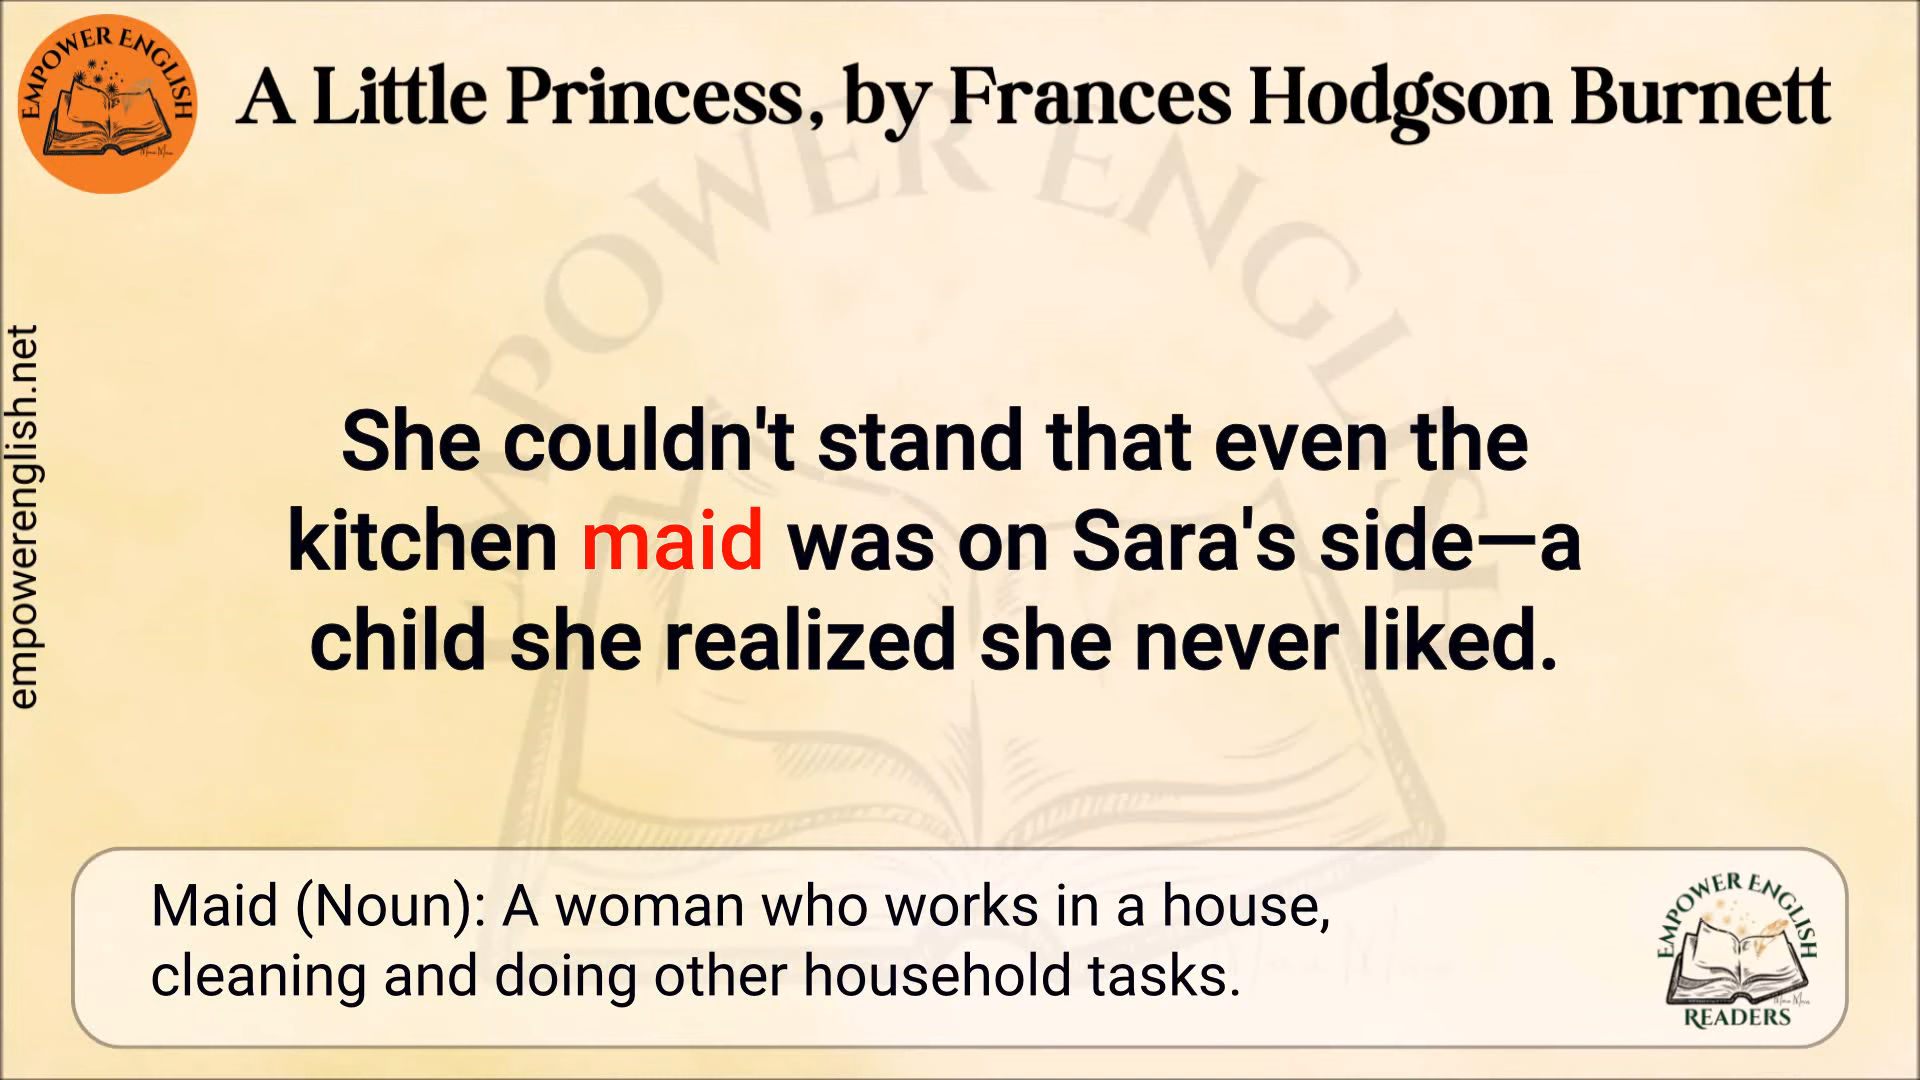 EMPOWER ENGLISH
A Little Princess, by Frances Hodgson Burnett
EMPOWER ENGLISH
empowerenglish.net
She couldn't stand that even the
kitchen maid was on Sara's side—a
child she realized she never liked.
Maid (Noun): A woman who works in a house,
cleaning and doing other household tasks.
EMPOWER ENGLISH
READERS